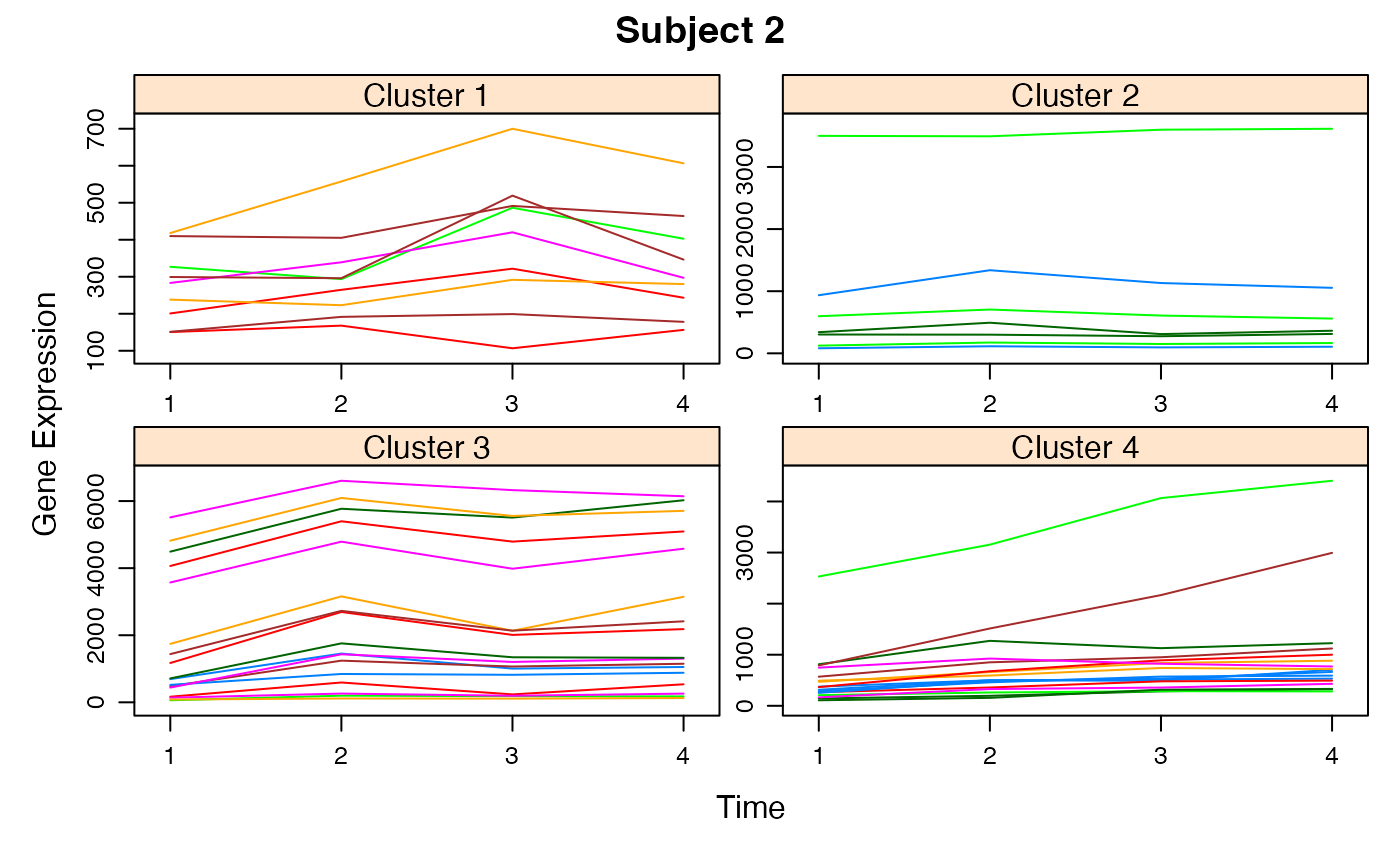 Subject 2
Cluster 1
Cluster 2
700
500
300
100
3000
2000
1000
0
1 2 3 4
1 2 3 4
Gene Expression
Cluster 3
Cluster 4
6000
4000
2000
0
3000
1000
0
1 2 3 4
1 2 3 4
Time